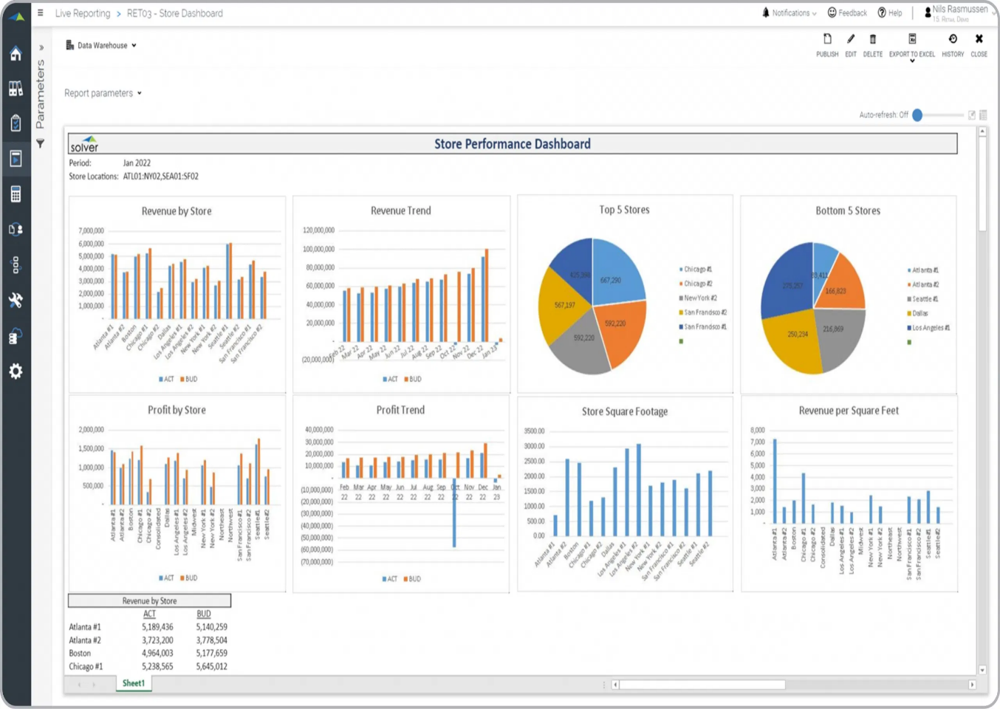 Live Reporting > RET03 - Store Dashboard
Notifications
Feedback
Help
Nils Rasmussen
15. Retail Demo
Parameters
Data Warehouse
PUBLISH EDIT DELETE EXPORT TO EXCEL HISTORY CLOSE
Report parameters
Auto-refresh: Off
solver
Store Performance Dashboard
Period: Jan 2022
Store Locations: ATL01:NY02,SEA01:SF02
Revenue by Store
7,000,000
6,000,000
5,000,000
4,000,000
3,000,000
2,000,000
1,000,000
-
Atlanta #1
Atlanta #2
Boston
Chicago #1
Chicago #2
Dallas
Los Angeles #1
Los Angeles #2
New York #1
New York #2
Seattle #1
Seattle #2
San Francisco #1
San Francisco #2
ACT BUD
Revenue Trend
120,000,000
100,000,000
80,000,000
60,000,000
40,000,000
20,000,000
-
(20,000,000)
Feb 22
Mar 22
Apr 22
May 22
Jun 22
Jul 22
Aug 22
Sep 22
Oct 22
Nov 22
Dec 22
Jan 23
ACT BUD
Top 5 Stores
667,290
592,220
592,220
567,197
Chicago #1
Chicago #2
New York #2
San Francisco #2
San Francisco #1
Bottom 5 Stores
166,823
216,869
250,234
Atlanta #1
Atlanta #2
Seattle #1
Dallas
Los Angeles #1
Profit by Store
2,000,000
1,500,000
1,000,000
500,000
-
Atlanta #1
Atlanta #2
Boston
Chicago #1
Chicago #2
Consolidated
Dallas
Los Angeles #1
Los Angeles #2
Midwest
New York #1
New York #2
Northeast
Northwest
San Francisco #1
San Francisco #2
Seattle #1
Seattle #2
ACT BUD
Profit Trend
40,000,000
30,000,000
20,000,000
10,000,000
-
(10,000,000)
(20,000,000)
(30,000,000)
(40,000,000)
(50,000,000)
(60,000,000)
(70,000,000)
Feb Mar Apr May Jun Jul Aug Sep Oct Nov Dec Jan
22 22 22 22 22 22 22 22 22 22 22 23
ACT BUD
Store Square Footage
3500.00
3000.00
2500.00
2000.00
1500.00
1000.00
500.00
0.00
Atlanta #1
Atlanta #2
Boston
Chicago #1
Chicago #2
Dallas
Los Angeles #1
Los Angeles #2
New York #1
New York #2
San Francisco #1
San Francisco #2
Seattle #1
Seattle #2
Revenue per Square Feet
8,000
7,000
6,000
5,000
4,000
3,000
2,000
1,000
-
Atlanta #1
Atlanta #2
Boston
Chicago #1
Chicago #2
Consolidated
Dallas
Los Angeles #1
Los Angeles #2
Midwest
New York #1
New York #2
Northeast
Northwest
San Francisco #1
San Francisco #2
Seattle #1
Seattle #2
Revenue by Store
ACT BUD
Atlanta #1 5,189,436 5,140,259
Atlanta #2 3,723,200 3,778,504
Boston 4,964,003 5,177,659
Chicago #1 5,238,565 5,645,012
Sheet1